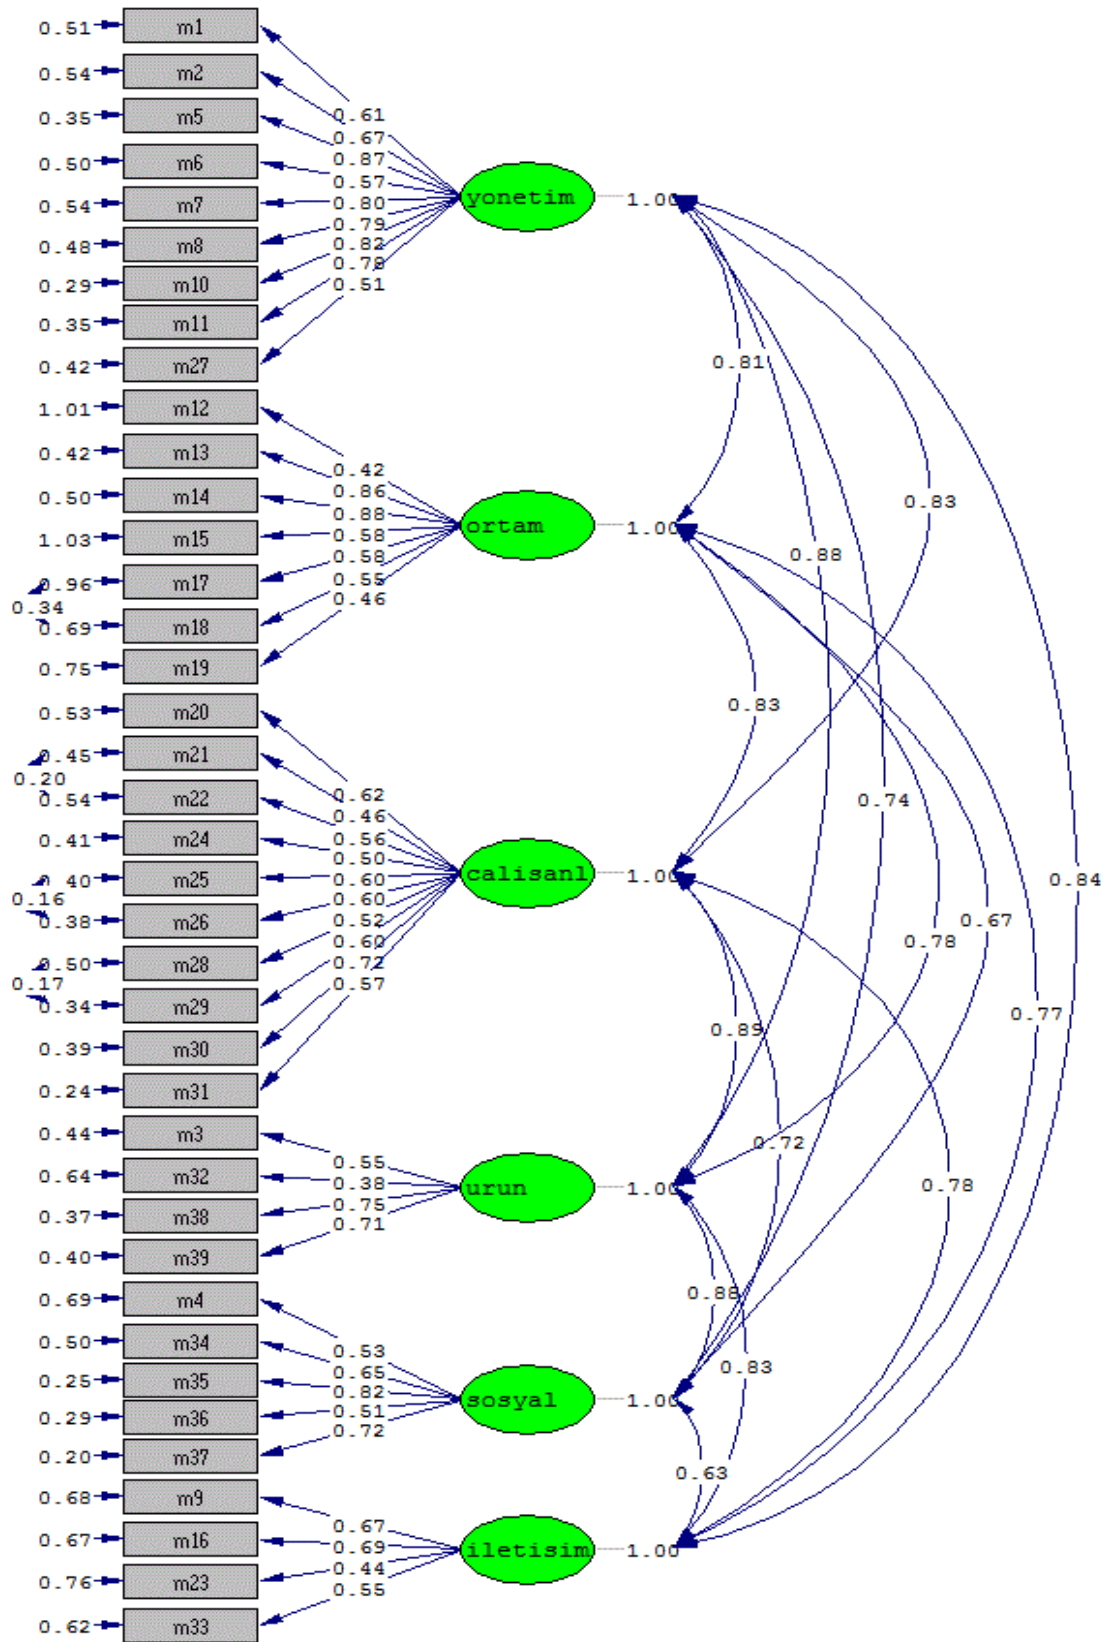 0.51 m1
0.54 m2
0.35 m5
0.61
0.67
0.87
0.50 m6
0.57
0.54 m7
yonetim 1.00
0.80
0.79
0.48 m8
0.82
0.78
0.29 m10
0.51
0.35 m11
0.42 m27
0.81
1.01 m12
0.42 m13
0.42
0.86
0.50 m14
0.83
0.88
1.03 m15
ortam 1.00
0.58
0.58
0.88
0.96 m17
0.55
0.46
0.34
0.69 m18
0.75 m19
0.53 m20
0.83
0.45 m21
0.20
0.54 m22
0.62
0.74
0.46
0.41 m24
0.56
0.50
0.40 m25
calisanl 1.00
0.60
0.84
0.60
0.16
0.38 m26
0.52
0.67
0.60
0.78
0.50 m28
0.72
0.17
0.57
0.34 m29
0.77
0.89
0.39 m30
0.24 m31
0.44 m3
0.72
0.55
0.64 m32
0.38
urun 1.00
0.78
0.75
0.37 m38
0.71
0.40 m39
0.69 m4
0.88
0.50 m34
0.53
0.83
0.65
0.25 m35
0.82
sosyal 1.00
0.51
0.29 m36
0.72
0.20 m37
0.63
0.68 m9
0.67
0.67 m16
0.69
iletisim 1.00
0.44
0.76 m23
0.55
0.62 m33